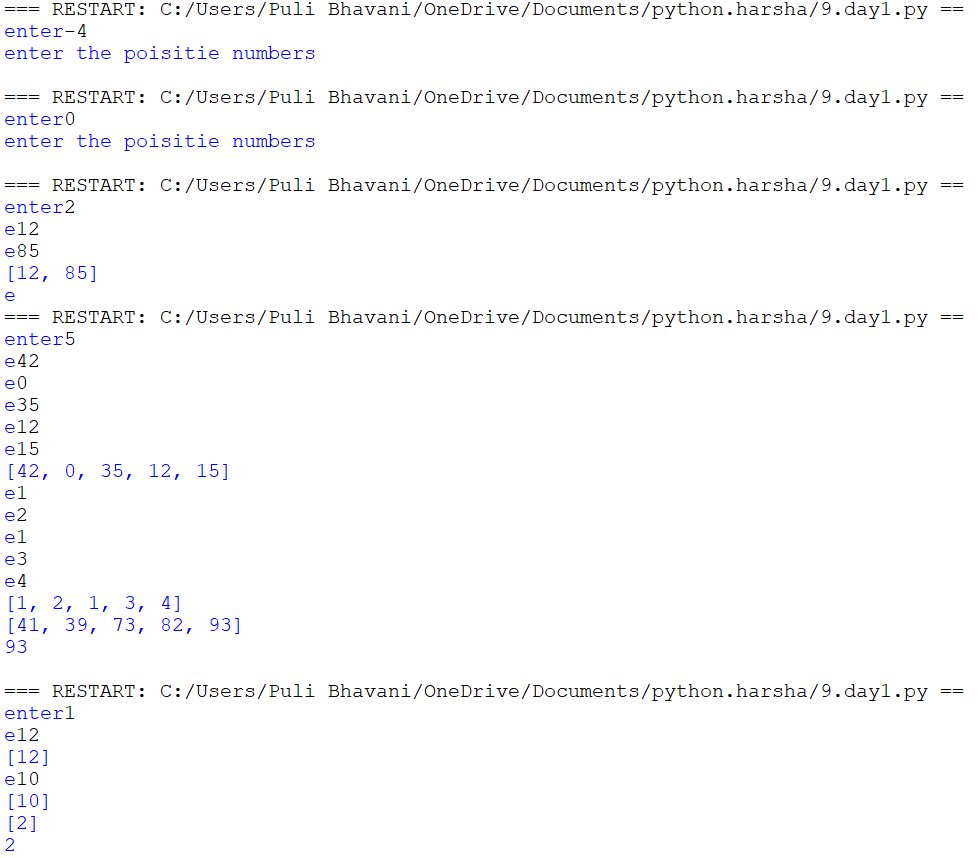 === RESTART: C:/Users/Puli Bhavani/OneDrive/Documents/python.harsha/9.day1.py ==
enter-4
enter the poisitie numbers
=== RESTART: C:/Users/Puli Bhavani/OneDrive/Documents/python.harsha/9.day1.py ==
enter0
enter the poisitie numbers
=== RESTART: C:/Users/Puli Bhavani/OneDrive/Documents/python.harsha/9.day1.py ==
enter2
e12
e85
[12, 85]
e
=== RESTART: C:/Users/Puli Bhavani/OneDrive/Documents/python.harsha/9.day1.py ==
enter5
e42
e0
e35
e12
e15
[42, 0, 35, 12, 15]
e1
e2
e1
e3
e4
[1, 2, 1, 3, 4]
[41, 39, 73, 82, 93]
93
=== RESTART: C:/Users/Puli Bhavani/OneDrive/Documents/python.harsha/9.day1.py ==
enter1
e12
[12]
e10
[10]
[2]
2